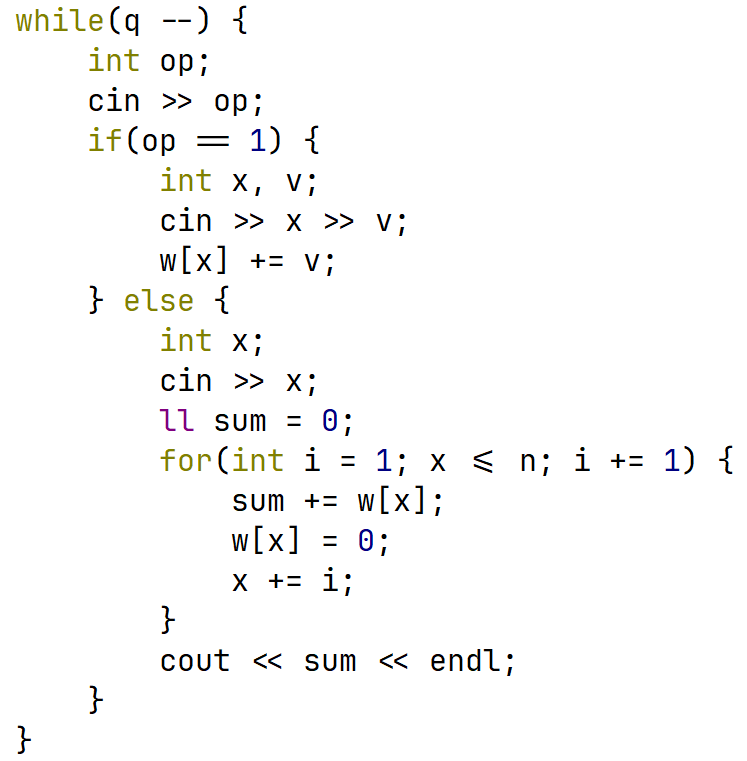 while(q --) {
    int op;
    cin >> op;
    if(op == 1) {
        int x, v;
        cin >> x >> v;
        w[x] += v;
    } else {
        int x;
        cin >> x;
        ll sum = 0;
        for(int i = 1; x <= n; i += 1) {
            sum += w[x];
            w[x] = 0;
            x += i;
        }
        cout << sum << endl;
    }
}